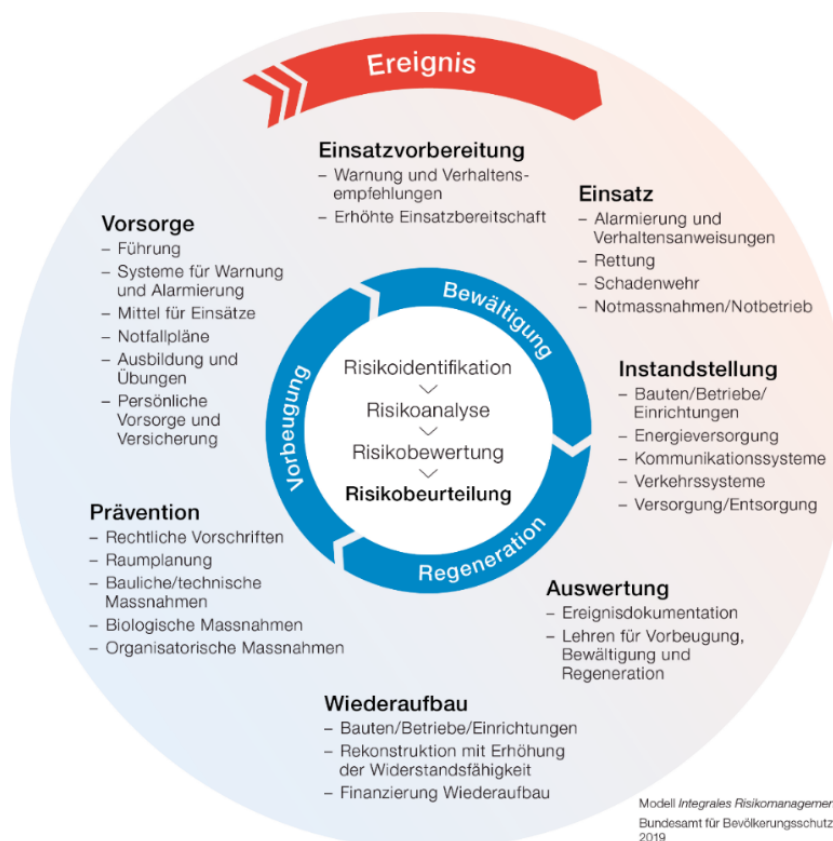 Ereignis
Einsatzvorbereitung
– Warnung und Verhaltens-
empfehlungen
– Erhöhte Einsatzbereitschaft
Einsatz
– Alarmierung und
Verhaltensanweisungen
– Rettung
– Schadenwehr
– Notmassnahmen/Notbetrieb
Instandstellung
– Bauten/Betriebe/
Einrichtungen
– Energieversorgung
– Kommunikationssysteme
– Verkehrssysteme
– Versorgung/Entsorgung
Auswertung
– Ereignisdokumentation
– Lehren für Vorbeugung,
Bewältigung und
Regeneration
Wiederaufbau
– Bauten/Betriebe/Einrichtungen
– Rekonstruktion mit Erhöhung
der Widerstandsfähigkeit
– Finanzierung Wiederaufbau
Prävention
– Rechtliche Vorschriften
– Raumplanung
– Bauliche/technische
Massnahmen
– Biologische Massnahmen
– Organisatorische Massnahmen
Vorsorge
– Führung
– Systeme für Warnung
und Alarmierung
– Mittel für Einsätze
– Notfallpläne
– Ausbildung und
Übungen
– Persönliche
Vorsorge und
Versicherung
Bewältigung
Regeneration
Vorbeugung
Risikoidentifikation
Risikoanalyse
Risikobewertung
Risikobeurteilung
Modell Integrales Risikomanagemen
Bundesamt für Bevölkerungsschutz
2019